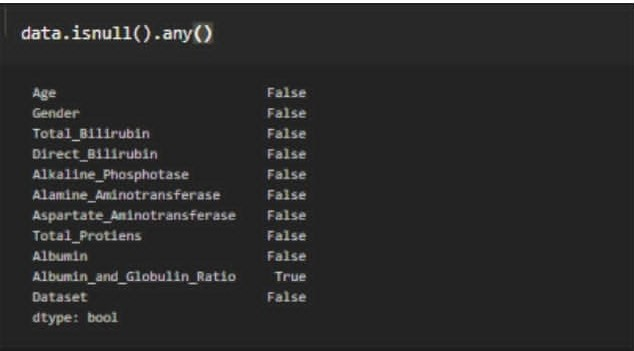 data.isnull().any()
Age False
Gender False
Total_Bilirubin False
Direct_Bilirubin False
Alkaline_Phosphotase False
Alamine_Aminotransferase False
Aspartate_Aminotransferase False
Total_Protiens False
Albumin False
Albumin_and_Globulin_Ratio True
Dataset False
dtype: bool